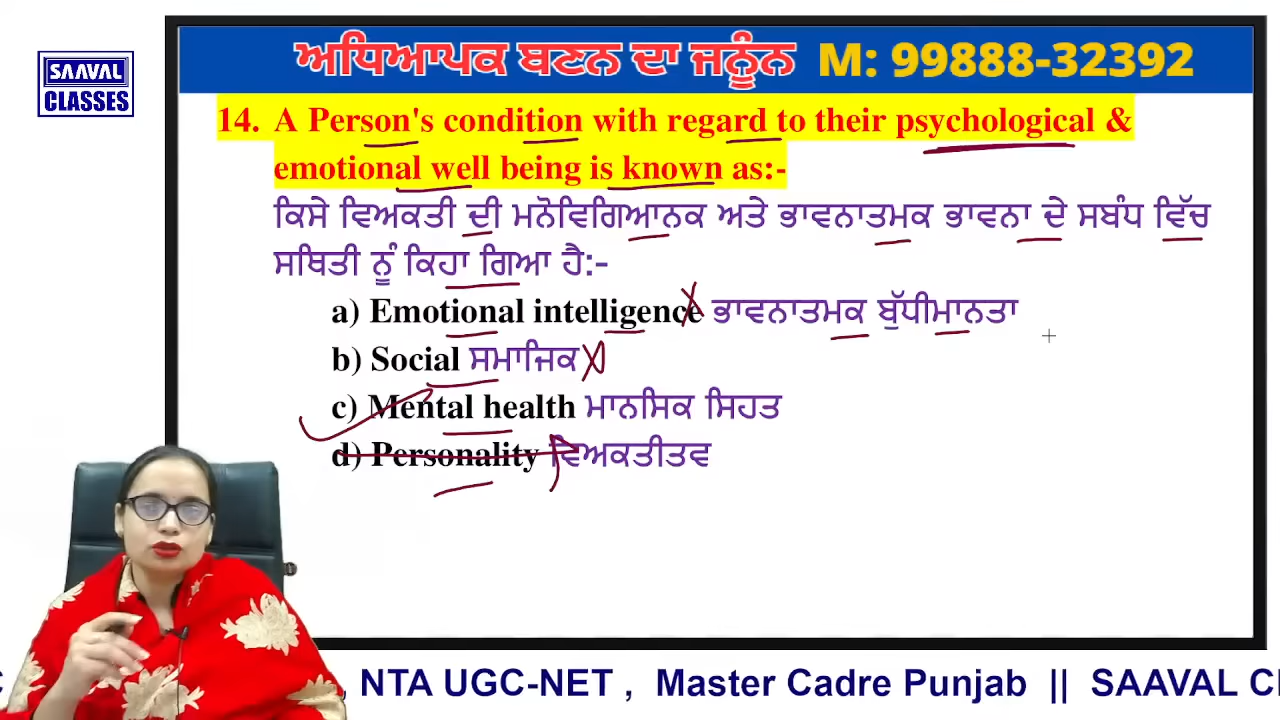 SAAVAL
CLASSES
ਅਧਿਆਪਕ ਬਣਨ ਦਾ ਜਨੂੰਨ M: 99888-32392
14. A Person's condition with regard to their psychological &
emotional well being is known as:-
ਕਿਸੇ ਵਿਅਕਤੀ ਦੀ ਮਨੋਵਿਗਿਆਨਕ ਅਤੇ ਭਾਵਨਾਤਮਕ ਭਾਵਨਾ ਦੇ ਸਬੰਧ ਵਿੱਚ
ਸਥਿਤੀ ਨੂੰ ਕਿਹਾ ਗਿਆ ਹੈ:-
a) Emotional intelligence ਭਾਵਨਾਤਮਕ ਬੁੱਧੀਮਾਨਤਾ
b) Social ਸਮਾਜਿਕ
c) Mental health ਮਾਨਸਿਕ ਸਿਹਤ
d) Personality ਵਿਅਕਤੀਤਵ
, NTA UGC-NET , Master Cadre Punjab || SAAVAL